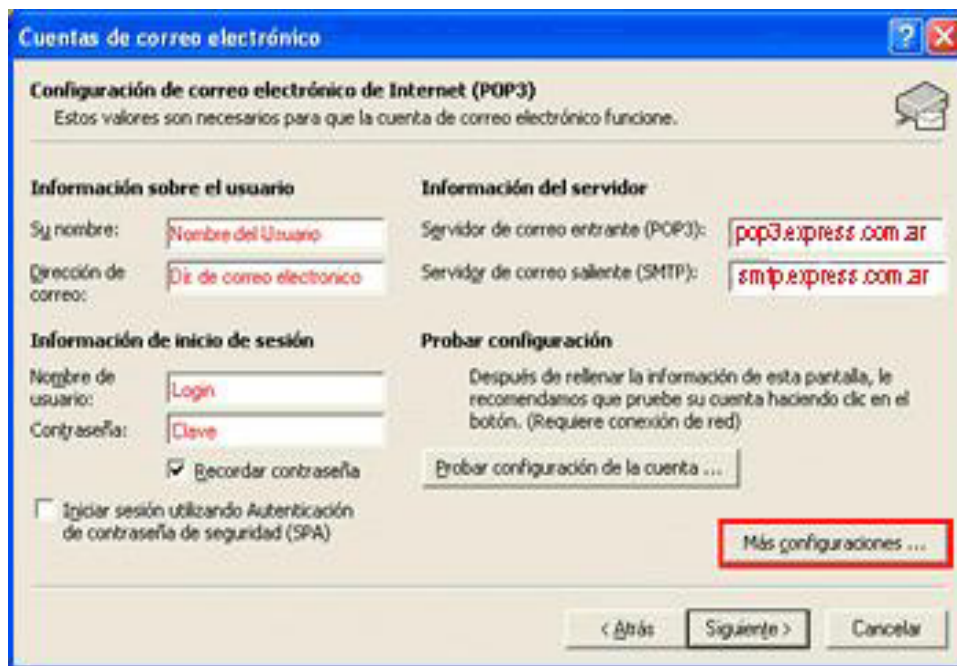 Cuentas de correo electrónico
Configuración de correo electrónico de Internet (POP3)
Estos valores son necesarios para que la cuenta de correo electrónico funcione.
Información sobre el usuario
Su nombre:
Nombre del Usuario
Dirección de
correo:
Dir. de correo electronico
Información del servidor
Servidor de correo entrante (POP3):
pop3.express.com.ar
Servidor de correo saliente (SMTP):
smtp.express.com.ar
Información de inicio de sesión
Nombre de
usuario:
Login
Contraseña:
Clave
Recordar contraseña
Iniciar sesión utilizando Autenticación
de contraseña de seguridad (SPA)
Probar configuración
Después de rellenar la información de esta pantalla, le
recomendamos que pruebe su cuenta haciendo clic en el
botón. (Requiere conexión de red)
Probar configuración de la cuenta ...
Más configuraciones ...
< Atrás
Siguiente >
Cancelar